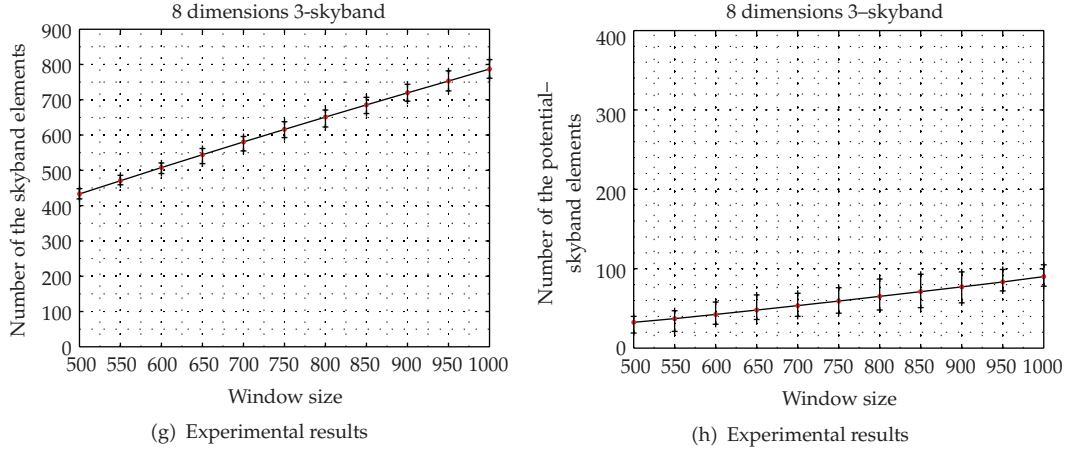 8 dimensions 3-skyband
Number of the skyband elements
900
800
700
600
500
400
300
200
100
0
500 550 600 650 700 750 800 850 900 950 1000
Window size
(g) Experimental results
8 dimensions 3–skyband
Number of the potential–
skyband elements
400
300
200
100
0
500 550 600 650 700 750 800 850 900 950 1000
Window size
(h) Experimental results